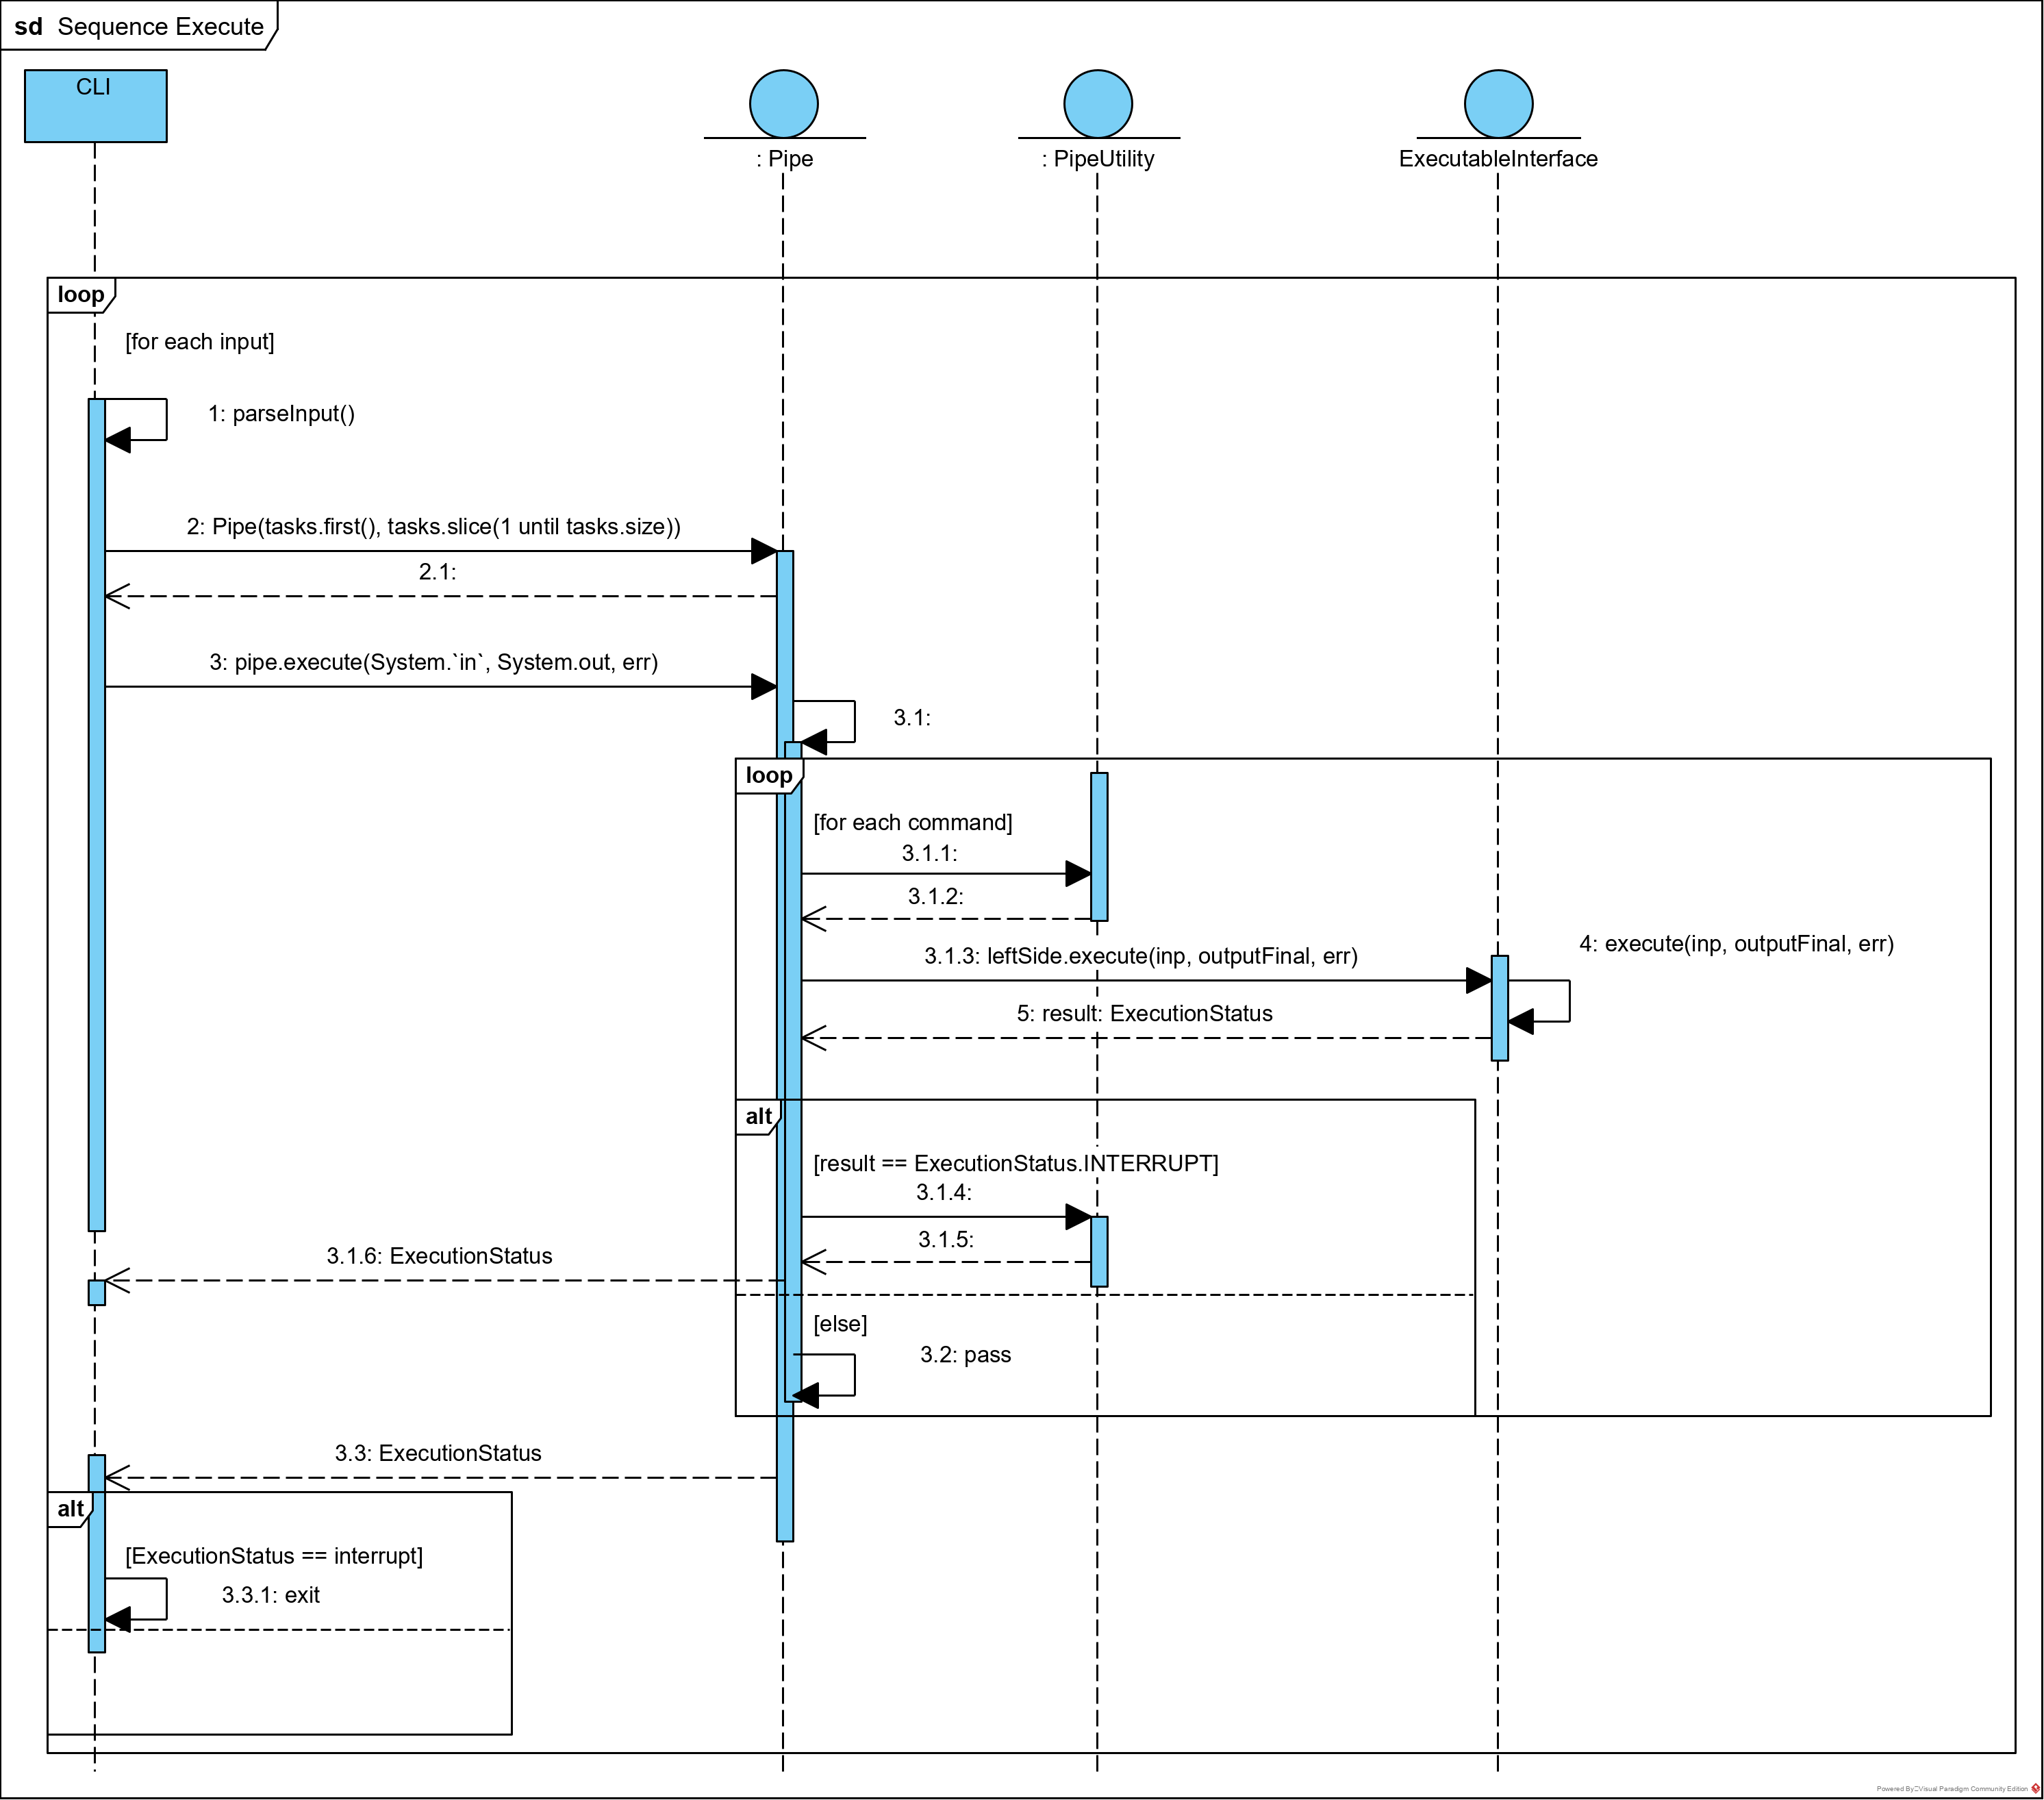 sd Sequence Execute
CLI
: Pipe
: PipeUtility
ExecutableInterface
loop
[for each input]
1: parseInput()
2: Pipe(tasks.first(), tasks.slice(1 until tasks.size))
2.1:
3: pipe.execute(System.`in`, System.out, err)
3.1:
loop
[for each command]
3.1.1:
3.1.2:
4: execute(inp, outputFinal, err)
3.1.3: leftSide.execute(inp, outputFinal, err)
5: result: ExecutionStatus
alt
[result == ExecutionStatus.INTERRUPT]
3.1.4:
3.1.5:
3.1.6: ExecutionStatus
[else]
3.2: pass
3.3: ExecutionStatus
alt
[ExecutionStatus == interrupt]
3.3.1: exit
Powered By Visual Paradigm Community Edition